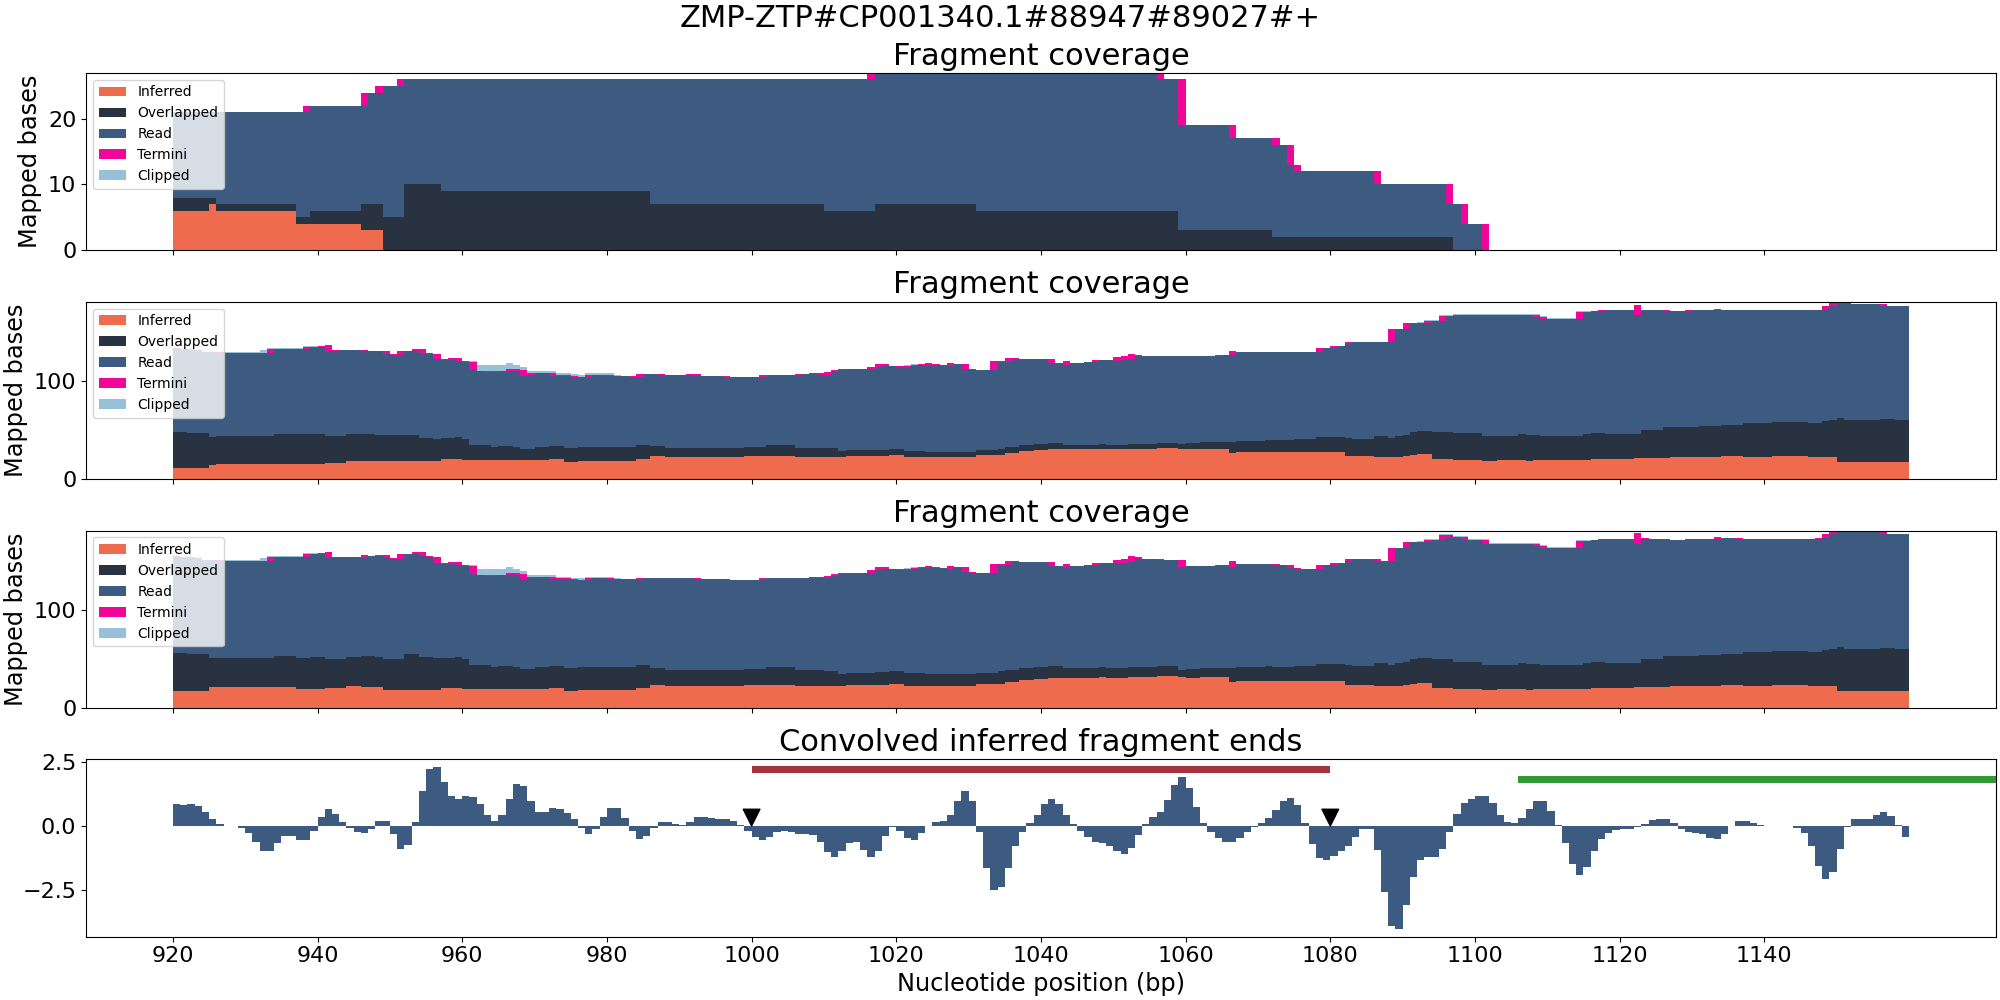 ZMP-ZTP#CP001340.1#88947#89027#+
Fragment coverage
Mapped bases
20
10
0
Inferred
Overlapped
Read
Termini
Clipped
Fragment coverage
Mapped bases
100
0
Inferred
Overlapped
Read
Termini
Clipped
Fragment coverage
Mapped bases
100
0
Inferred
Overlapped
Read
Termini
Clipped
Convolved inferred fragment ends
2.5
0.0
−2.5
920 940 960 980 1000 1020 1040 1060 1080 1100 1120 1140
Nucleotide position (bp)